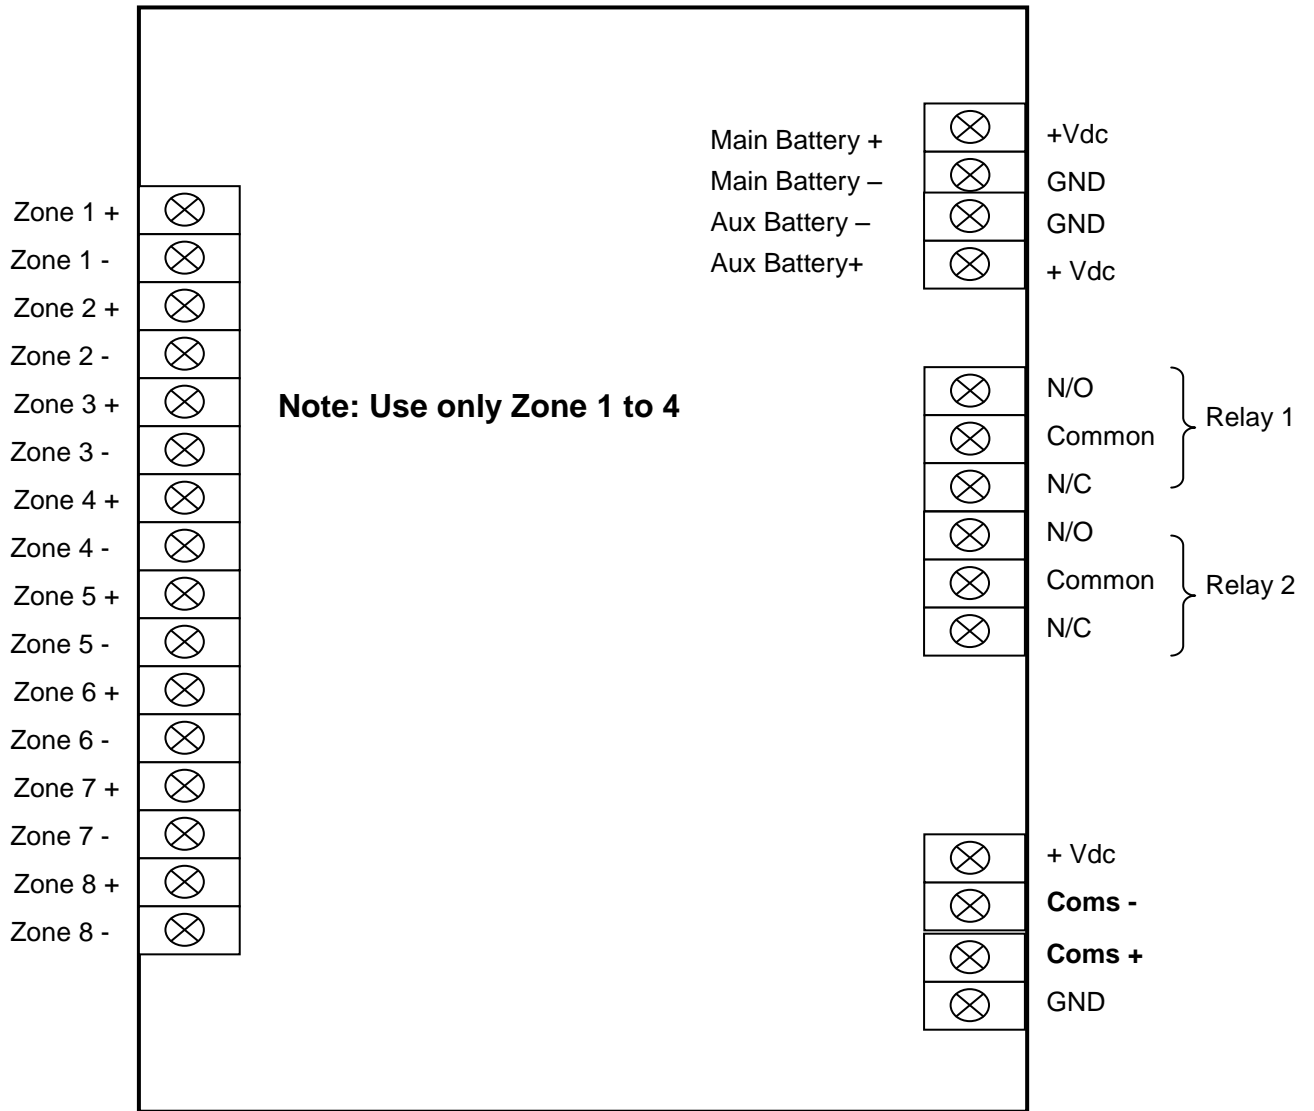 Main Battery +
Main Battery –
Aux Battery –
Aux Battery+
+Vdc
GND
GND
+ Vdc
Zone 1 +
Zone 1 -
Zone 2 +
Zone 2 -
Zone 3 +
Zone 3 -
Zone 4 +
Zone 4 -
Zone 5 +
Zone 5 -
Zone 6 +
Zone 6 -
Zone 7 +
Zone 7 -
Zone 8 +
Zone 8 -
Note: Use only Zone 1 to 4
N/O
Common
N/C
Relay 1
N/O
Common
N/C
Relay 2
+ Vdc
Coms -
Coms +
GND